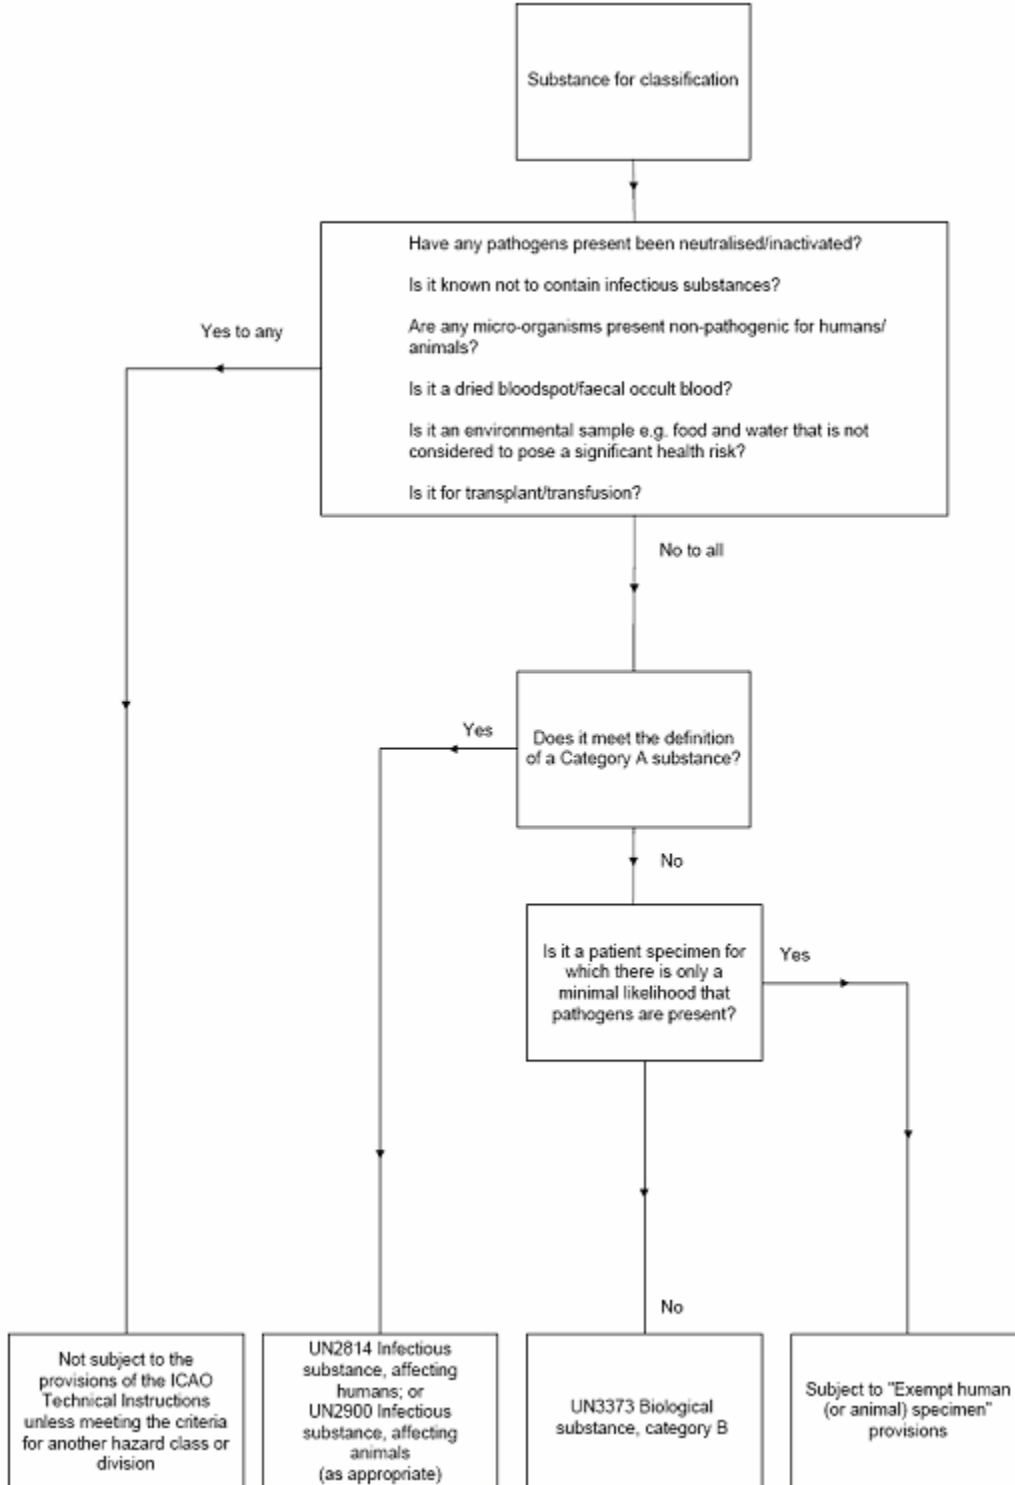 Substance for classification
Have any pathogens present been neutralised/inactivated?
Is it known not to contain infectious substances?
Are any micro-organisms present non-pathogenic for humans/
animals?
Is it a dried bloodspot/faecal occult blood?
Is it an environmental sample e.g. food and water that is not
considered to pose a significant health risk?
Is it for transplant/transfusion?
Yes to any
No to all
Does it meet the definition
of a Category A substance?
Yes
No
Is it a patient specimen for
which there is only a
minimal likelihood that
pathogens are present?
Yes
No
Not subject to the
provisions of the ICAO
Technical Instructions
unless meeting the criteria
for another hazard class or
division
UN2814 Infectious
substance, affecting
humans; or
UN2900 Infectious
substance, affecting
animals
(as appropriate)
UN3373 Biological
substance, category B
Subject to "Exempt human
(or animal) specimen"
provisions